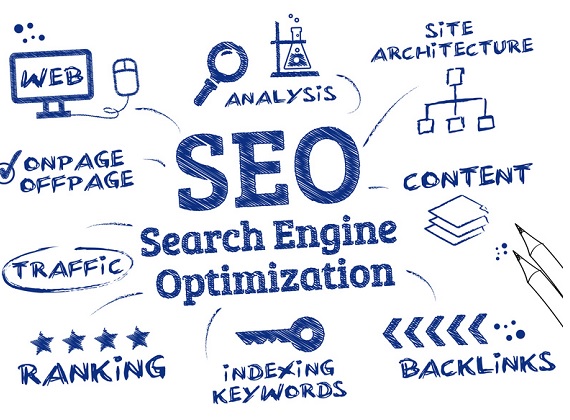 WEB
ANALYSIS
SITE
ARCHITECTURE
ONPAGE
OFFPAGE
SEO
Search Engine
Optimization
CONTENT
TRAFFIC
RANKING
INDEXING
KEYWORDS
BACKLINKS